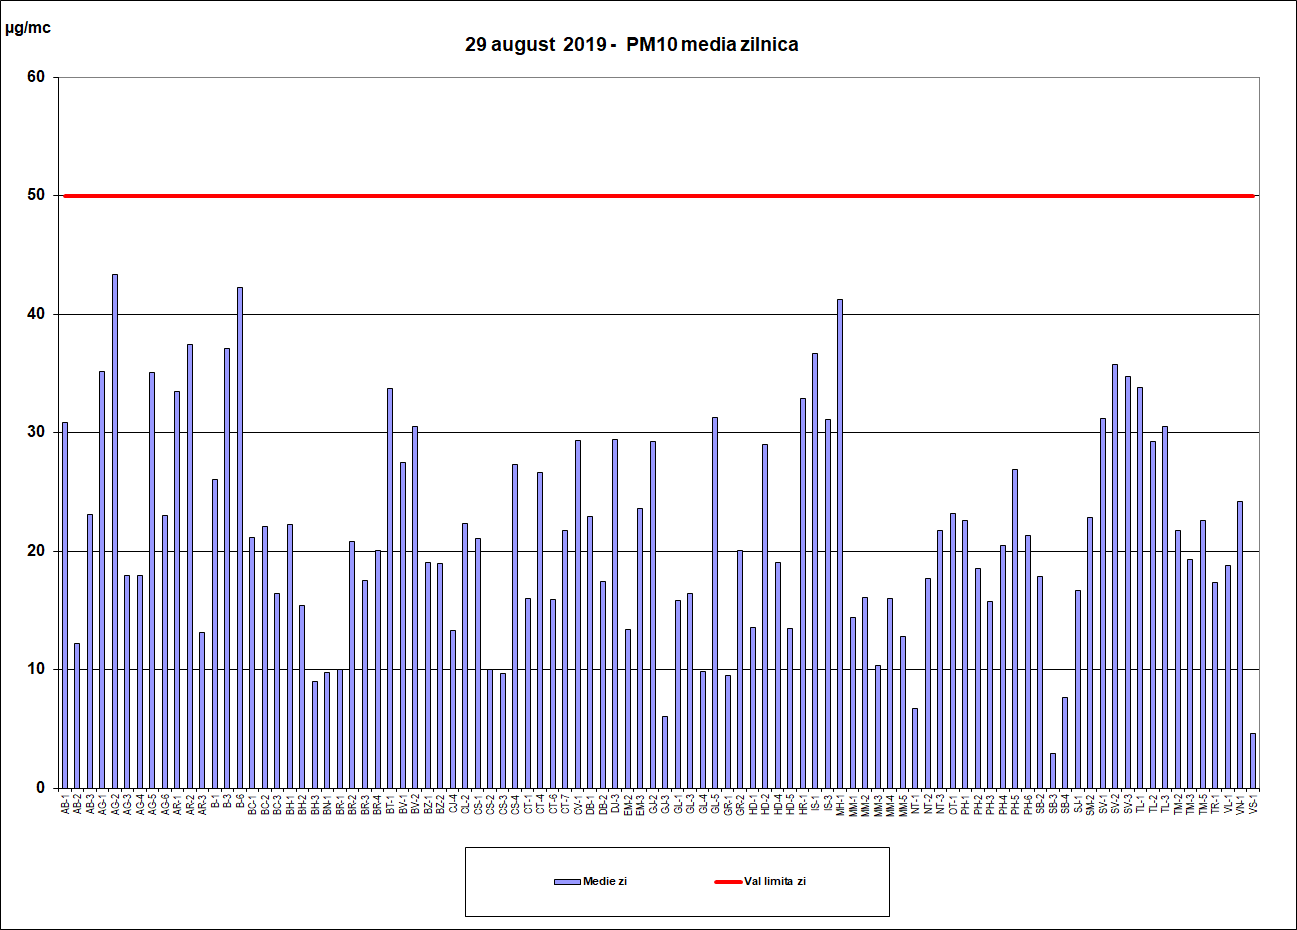 µg/mc
29 august 2019 - PM10 media zilnica
60
50
40
30
20
10
0
AB-1 AB-2 AB-3 AG-1 AG-2 AG-3 AG-4 AG-5 AG-6 AR-1 AR-2 AR-3 B-1 B-3 B-6 BC-1 BC-2 BC-3 BH-1 BH-2 BH-3 BN-1 BR-1 BR-2 BR-3 BR-4 BT-1 BV-1 BV-2 BZ-1 BZ-2 CJ-4 CL-2 CS-1 CS-2 CS-3 CS-4 CT-1 CT-4 CT-6 CT-7 CV-1 DB-1 DB-2 DJ-3 EM-2 EM-3 GJ-2 GJ-3 GL-1 GL-3 GL-4 GL-5 GR-1 GR-2 HD-1 HD-2 HD-4 HD-5 HR-1 IS-1 IS-3 MH-1 MM-1 MM-2 MM-3 MM-4 MM-5 NT-1 NT-2 NT-3 OT-1 PH-1 PH-2 PH-3 PH-4 PH-5 PH-6 SB-2 SB-3 SB-4 SJ-1 SM-2 SV-1 SV-2 SV-3 TL-1 TL-2 TL-3 TM-2 TM-3 TM-5 TR-1 VL-1 VN-1 VS-1
Medie zi Val limita zi